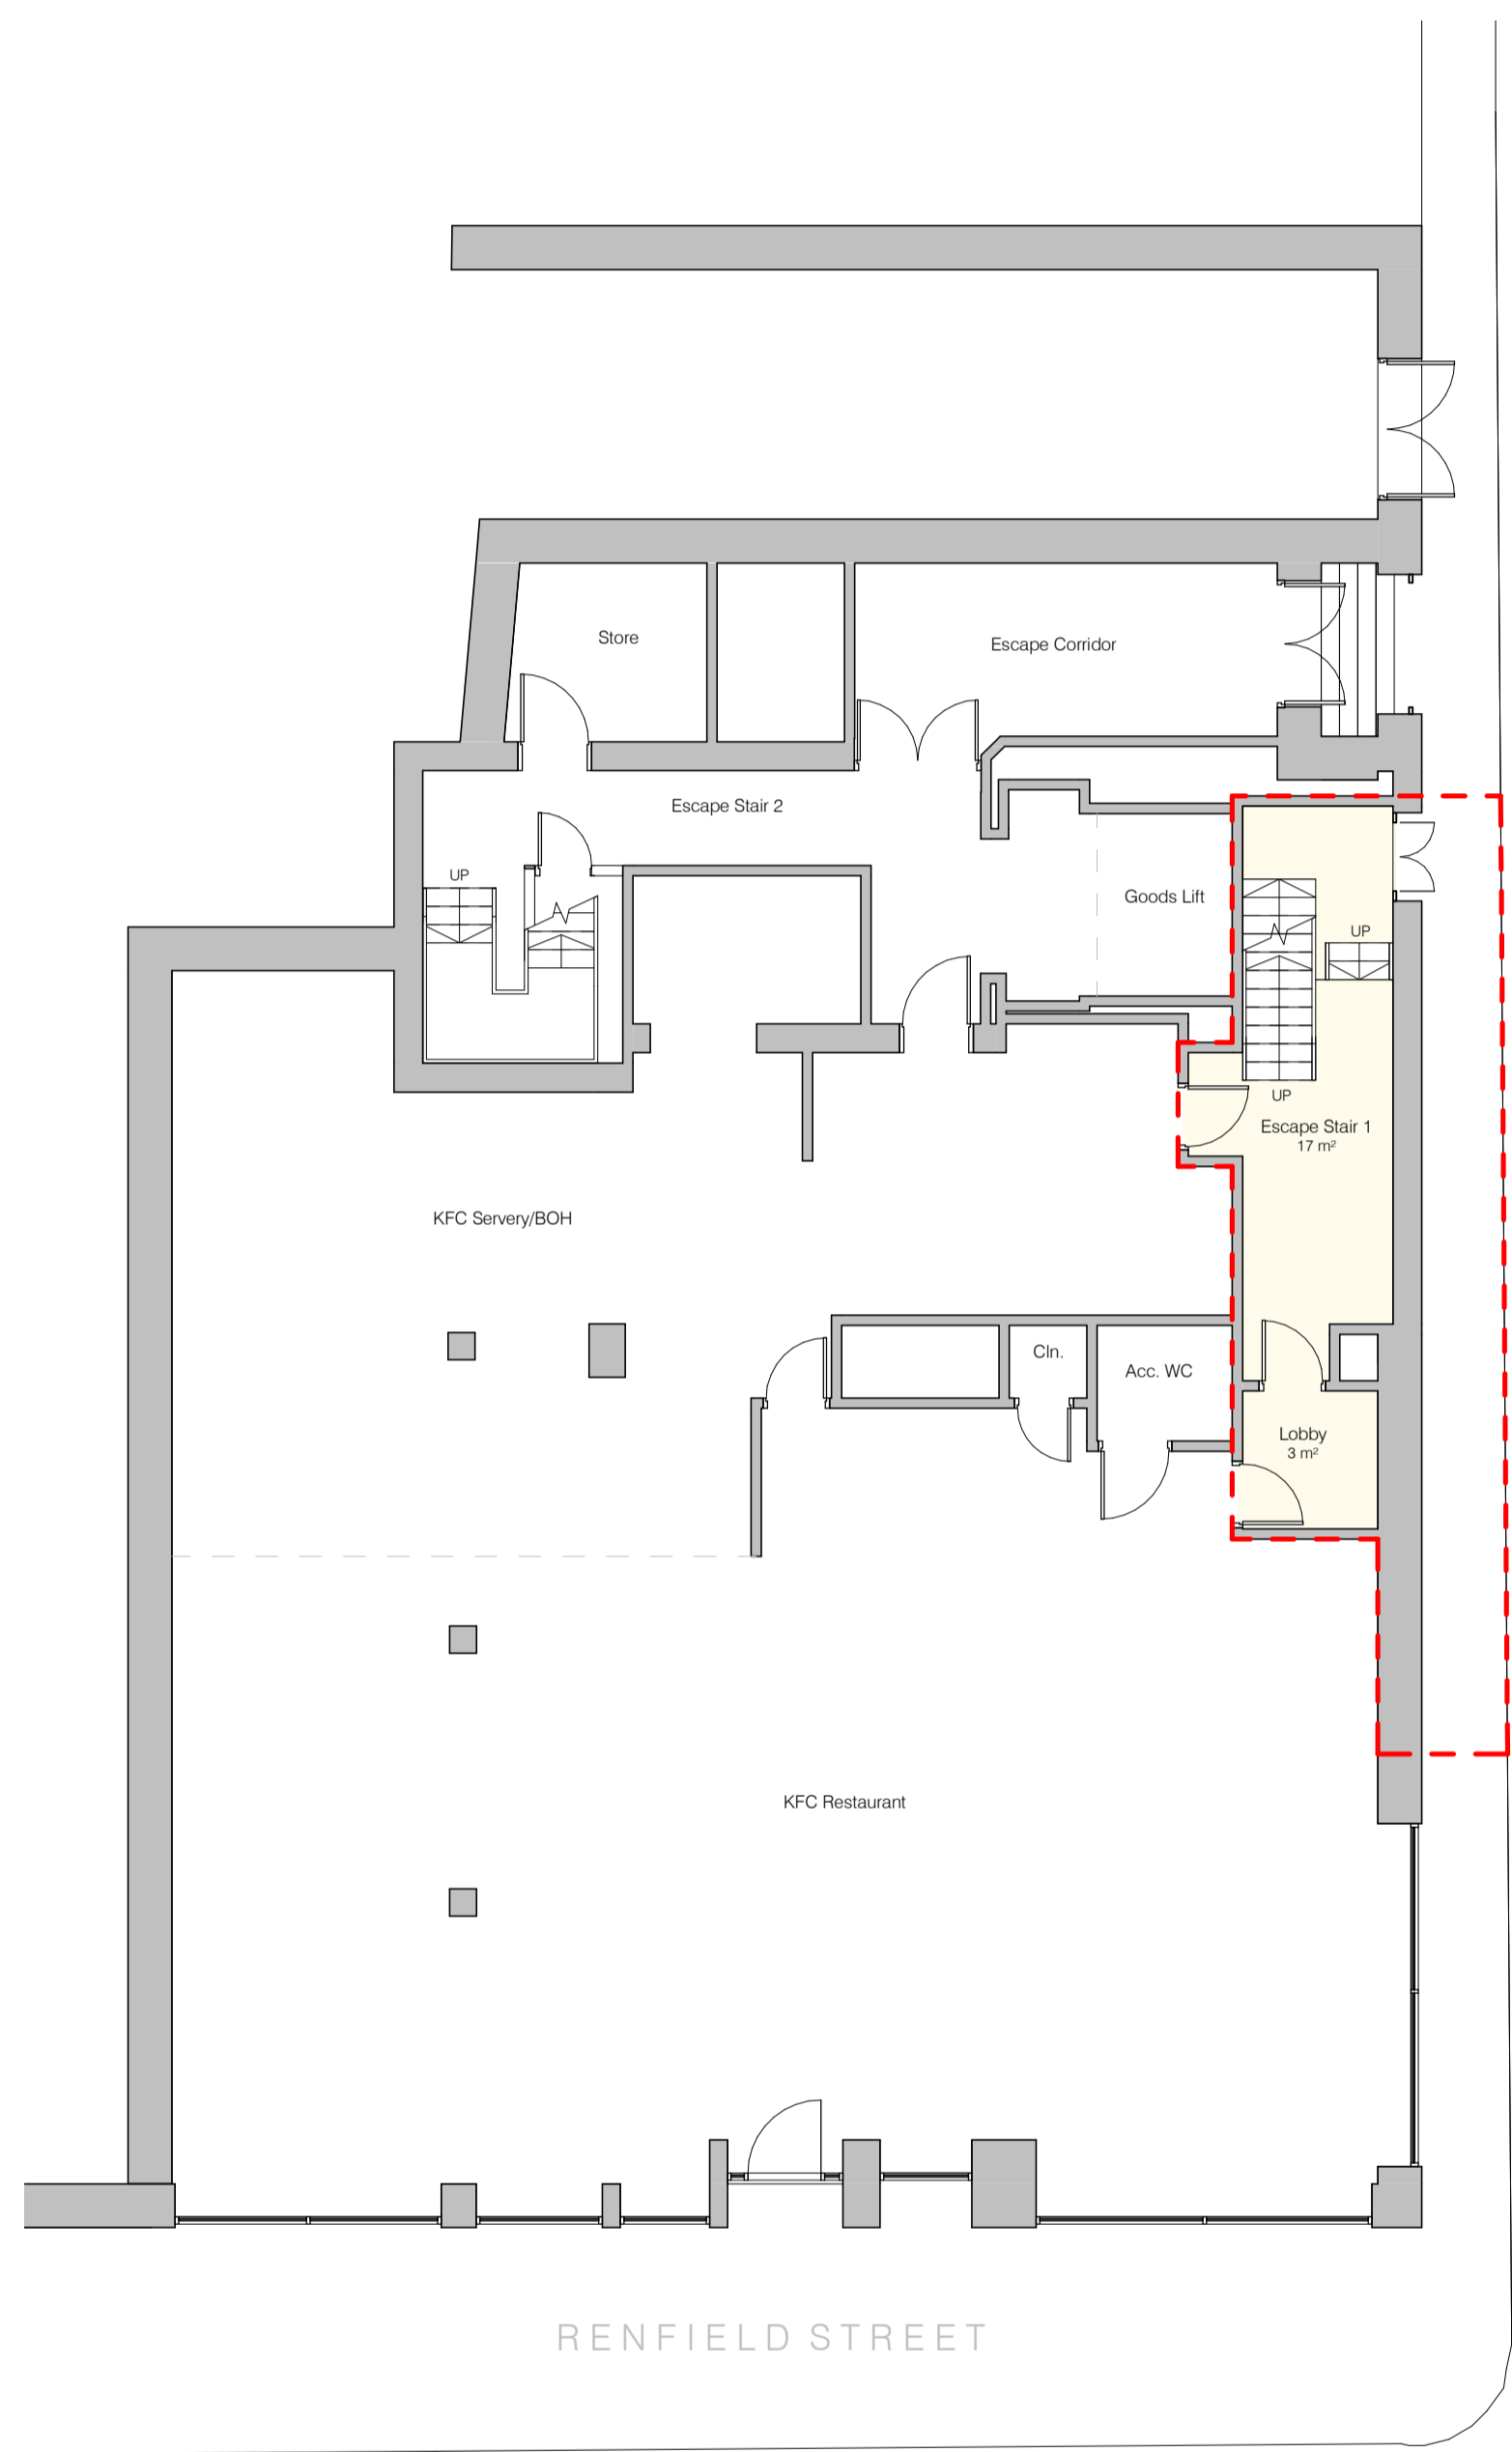 Store
Escape Corridor
Escape Stair 2
UP
Goods Lift
UP
UP
Escape Stair 1
17 m²
KFC Servery/BOH
Cln.
Acc. WC
Lobby
3 m²
KFC Restaurant
RENFIELD STREET